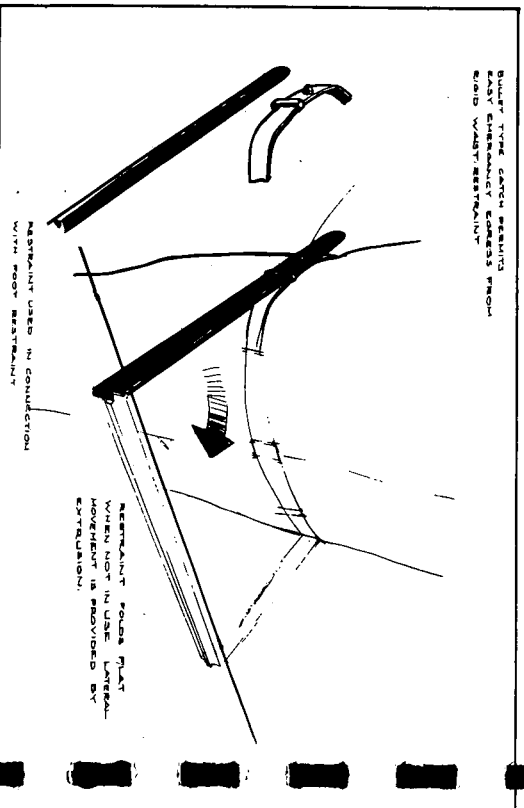 BULLET TYPE CATCH PERMITS
EASY EMERGANCY EGRESS FROM
RIGID WAIST-RESTRAINT
RESTRAINT FOLDS FLAT
WHEN NOT IN USE LATERAL
MOVEMENT IS PROVIDED BY
EXTRUSION.
RESTRAINT USED IN CONNECTION
WITH FOOT RESTRAINT